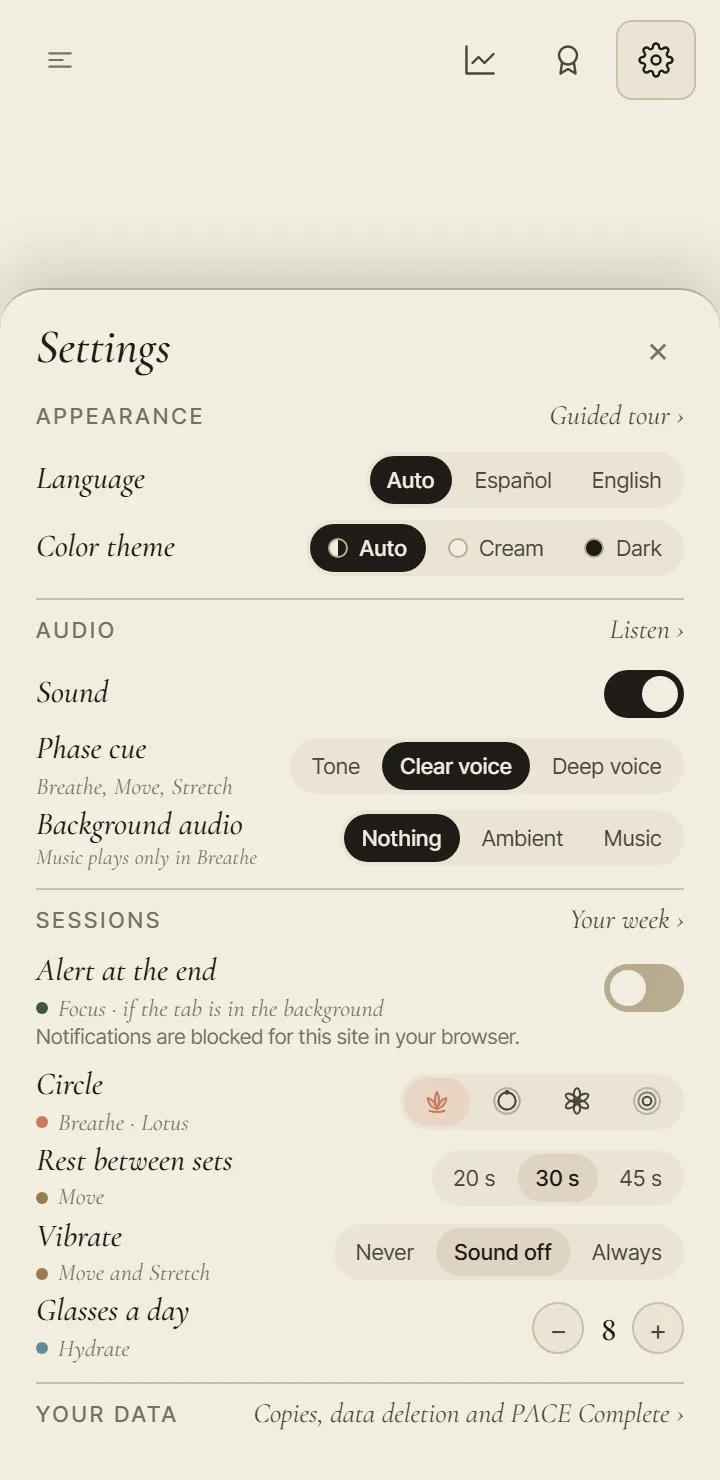 Settings
APPEARANCE Guided tour ›
Language Auto Español English
Color theme Auto Cream Dark
AUDIO Listen ›
Sound
Phase cue
Breathe, Move, Stretch
Tone Clear voice Deep voice
Background audio
Music plays only in Breathe
Nothing Ambient Music
SESSIONS Your week ›
Alert at the end
Focus · if the tab is in the background
Notifications are blocked for this site in your browser.
Circle
Breathe · Lotus
Rest between sets
Move
20 s 30 s 45 s
Vibrate
Move and Stretch
Never Sound off Always
Glasses a day
Hydrate
− 8 +
YOUR DATA Copies, data deletion and PACE Complete ›